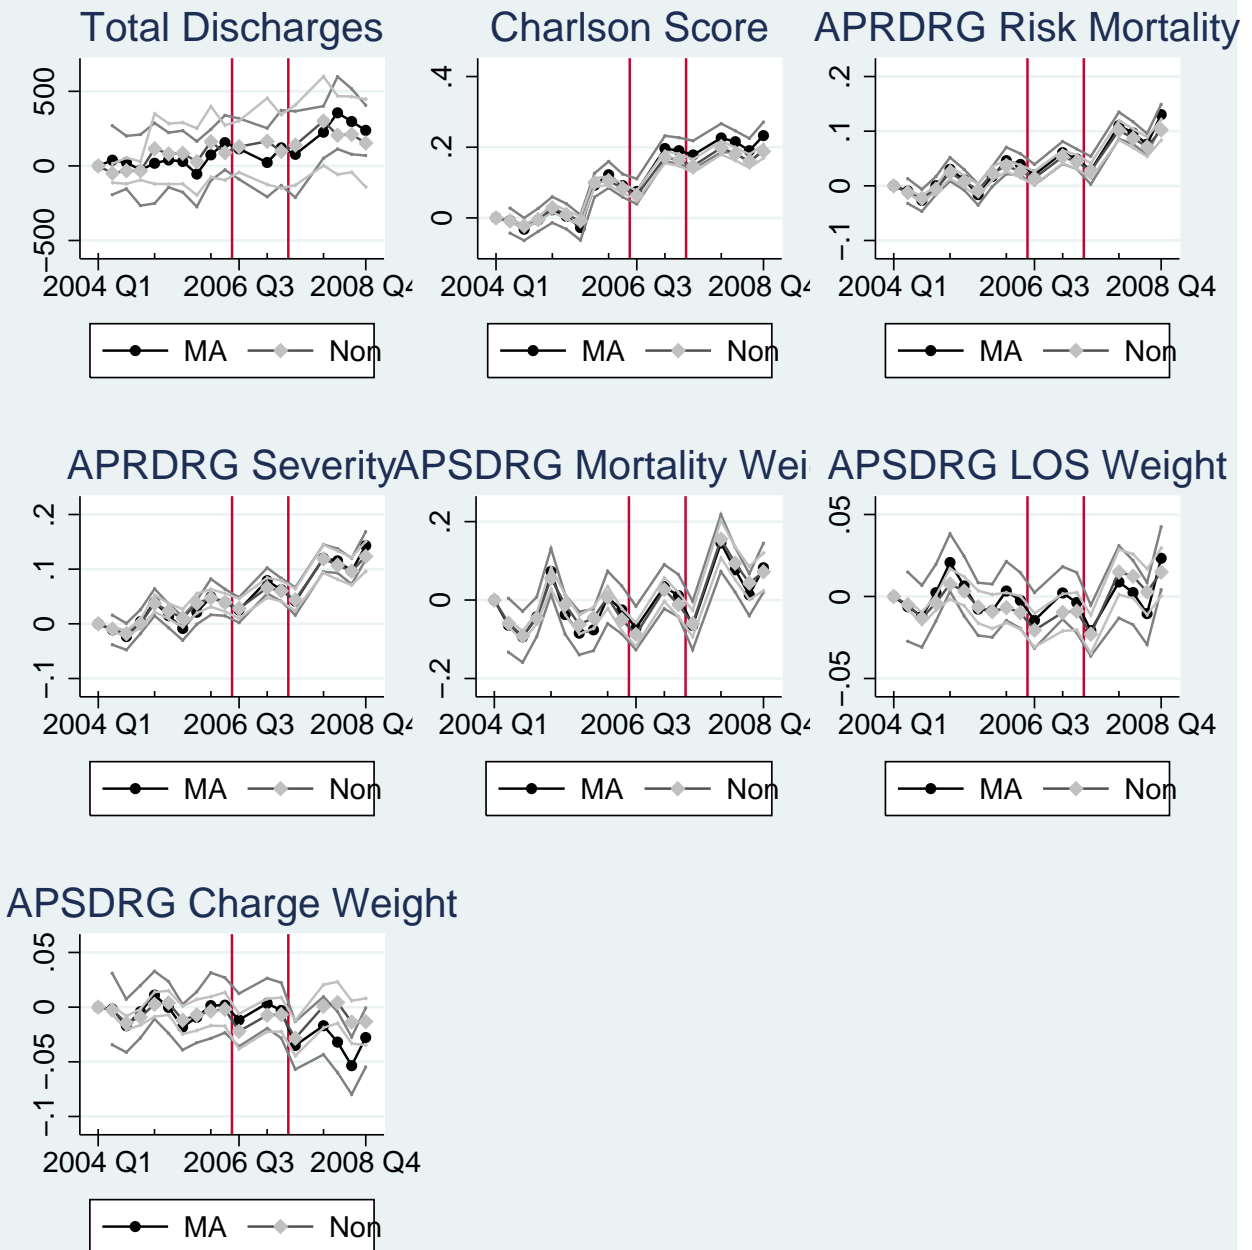 Total Discharges
500
0
−500
2004 Q1 2006 Q3 2008 Q4
MA Non
Charlson Score
.4
.2
0
2004 Q1 2006 Q3 2008 Q4
MA Non
APRDRG Risk Mortality
.2
.1
0
−.1
2004 Q1 2006 Q3 2008 Q4
MA Non
APRDRG Severity
.2
.1
0
−.1
2004 Q1 2006 Q3 2008 Q4
MA Non
APSDRG Mortality Wei
.2
0
−.2
2004 Q1 2006 Q3 2008 Q4
MA Non
APSDRG LOS Weight
.05
0
−.05
2004 Q1 2006 Q3 2008 Q4
MA Non
APSDRG Charge Weight
.05
0
−.05
−.1
2004 Q1 2006 Q3 2008 Q4
MA Non